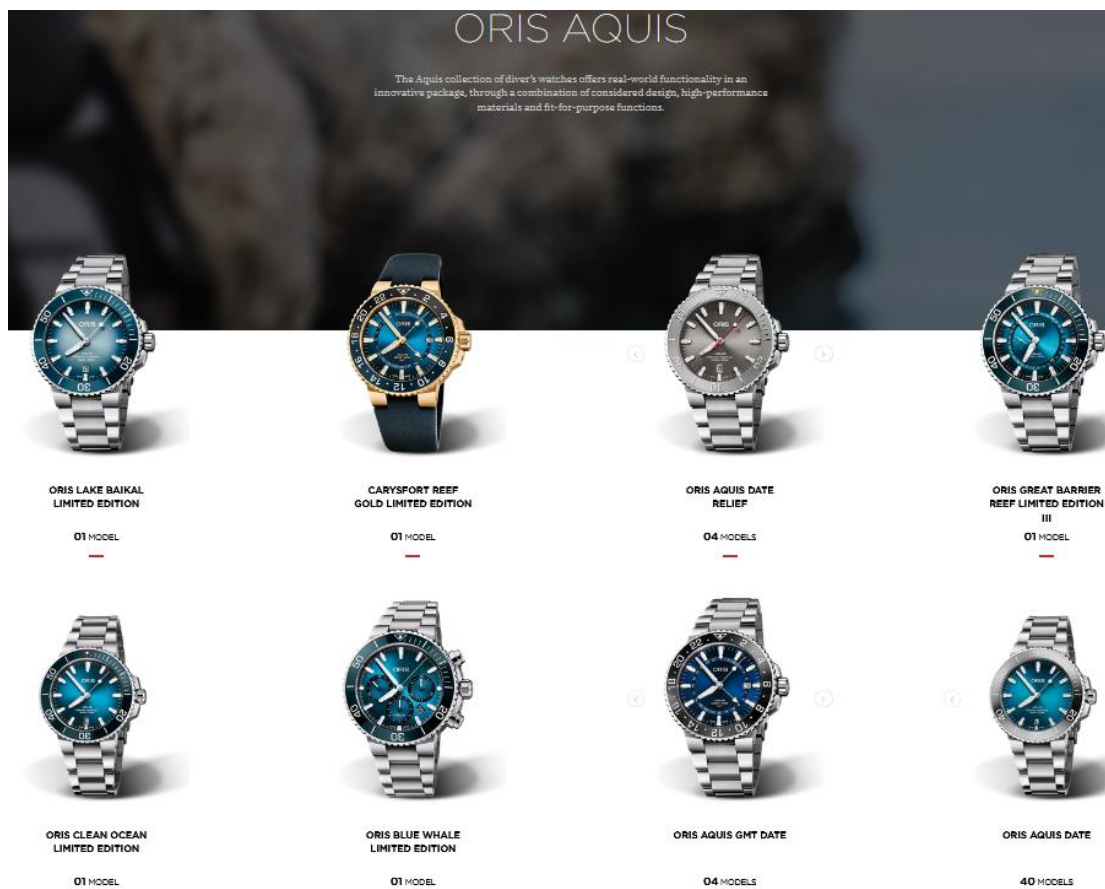 ORIS AQUIS
The Aquis collection of diver's watches offers real-world functionality in an
innovative package, through a combination of considered design, high-performance
materials and fit-for-purpose functions.
ORIS LAKE BAIKAL
LIMITED EDITION
01 MODEL
CARYSFORT REEF
GOLD LIMITED EDITION
01 MODEL
ORIS AQUIS DATE
RELIEF
04 MODELS
ORIS GREAT BARRIER
REEF LIMITED EDITION
III
01 MODEL
ORIS CLEAN OCEAN
LIMITED EDITION
01 MODEL
ORIS BLUE WHALE
LIMITED EDITION
01 MODEL
ORIS AQUIS GMT DATE
04 MODELS
ORIS AQUIS DATE
40 MODELS